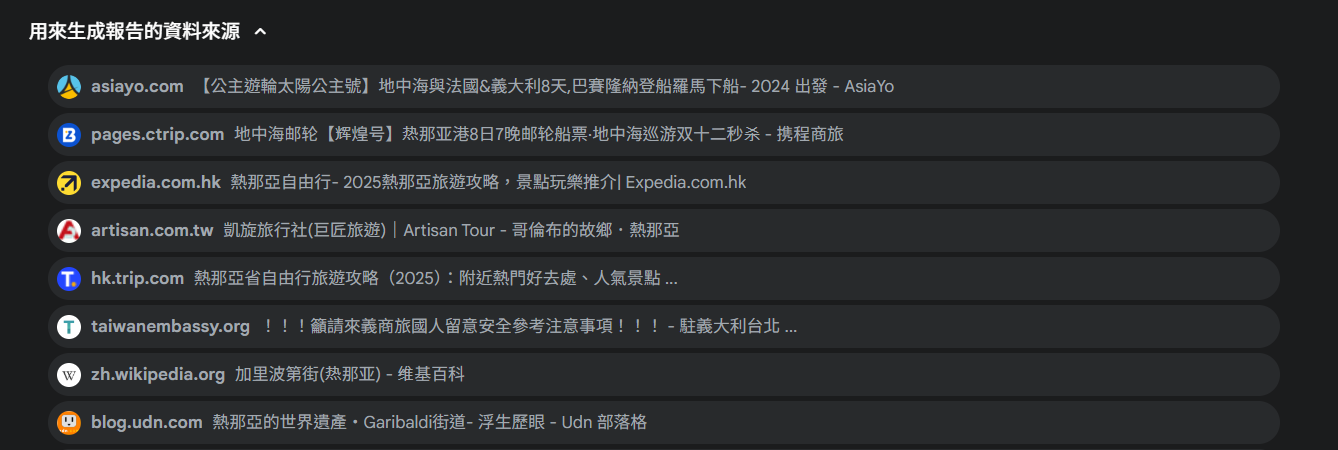 用來生成報告的資料來源
asiayo.com 【公主遊輪太陽公主號】地中海與法國&義大利8天,巴賽隆納登船羅馬下船- 2024 出發 - AsiaYo
pages.ctrip.com 地中海邮轮【辉煌号】热那亚港8日7晚邮轮船票·地中海巡游双十二秒杀 - 携程商旅
expedia.com.hk 熱那亞自由行- 2025熱那亞旅遊攻略，景點玩樂推介| Expedia.com.hk
artisan.com.tw 凱旋旅行社(巨匠旅遊)｜Artisan Tour - 哥倫布的故鄉．熱那亞
hk.trip.com 熱那亞省自由行旅遊攻略（2025）：附近熱門好去處、人氣景點 ...
taiwanembassy.org ！！！籲請來義商旅國人留意安全參考注意事項！！！ - 駐義大利台北 ...
zh.wikipedia.org 加里波第街(热那亚) - 维基百科
blog.udn.com 熱那亞的世界遺產・Garibaldi街道- 浮生歷眼 - Udn 部落格